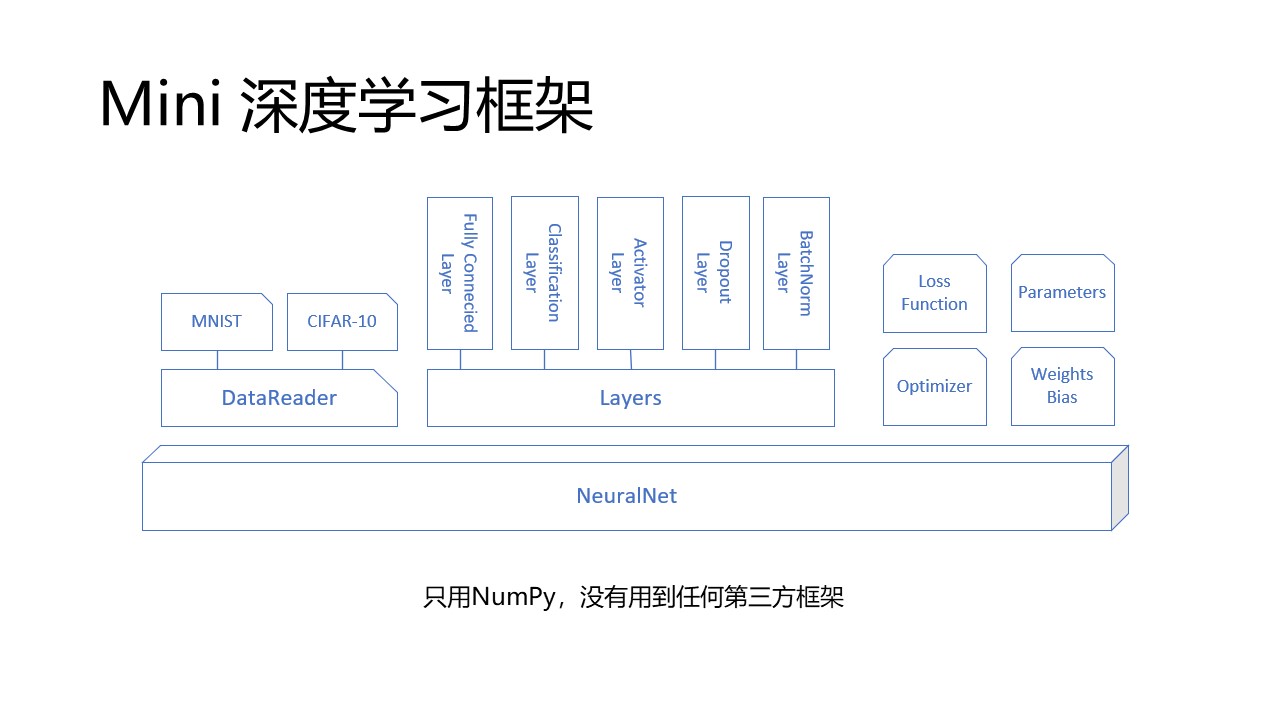 Mini 深度学习框架
Fully Connecied
Layer
Classification
Layer
Activator
Layer
Dropout
Layer
BatchNorm
Layer
Loss
Function
Parameters
MNIST
CIFAR-10
Optimizer
Weights
Bias
DataReader
Layers
NeuralNet
只用NumPy，没有用到任何第三方框架